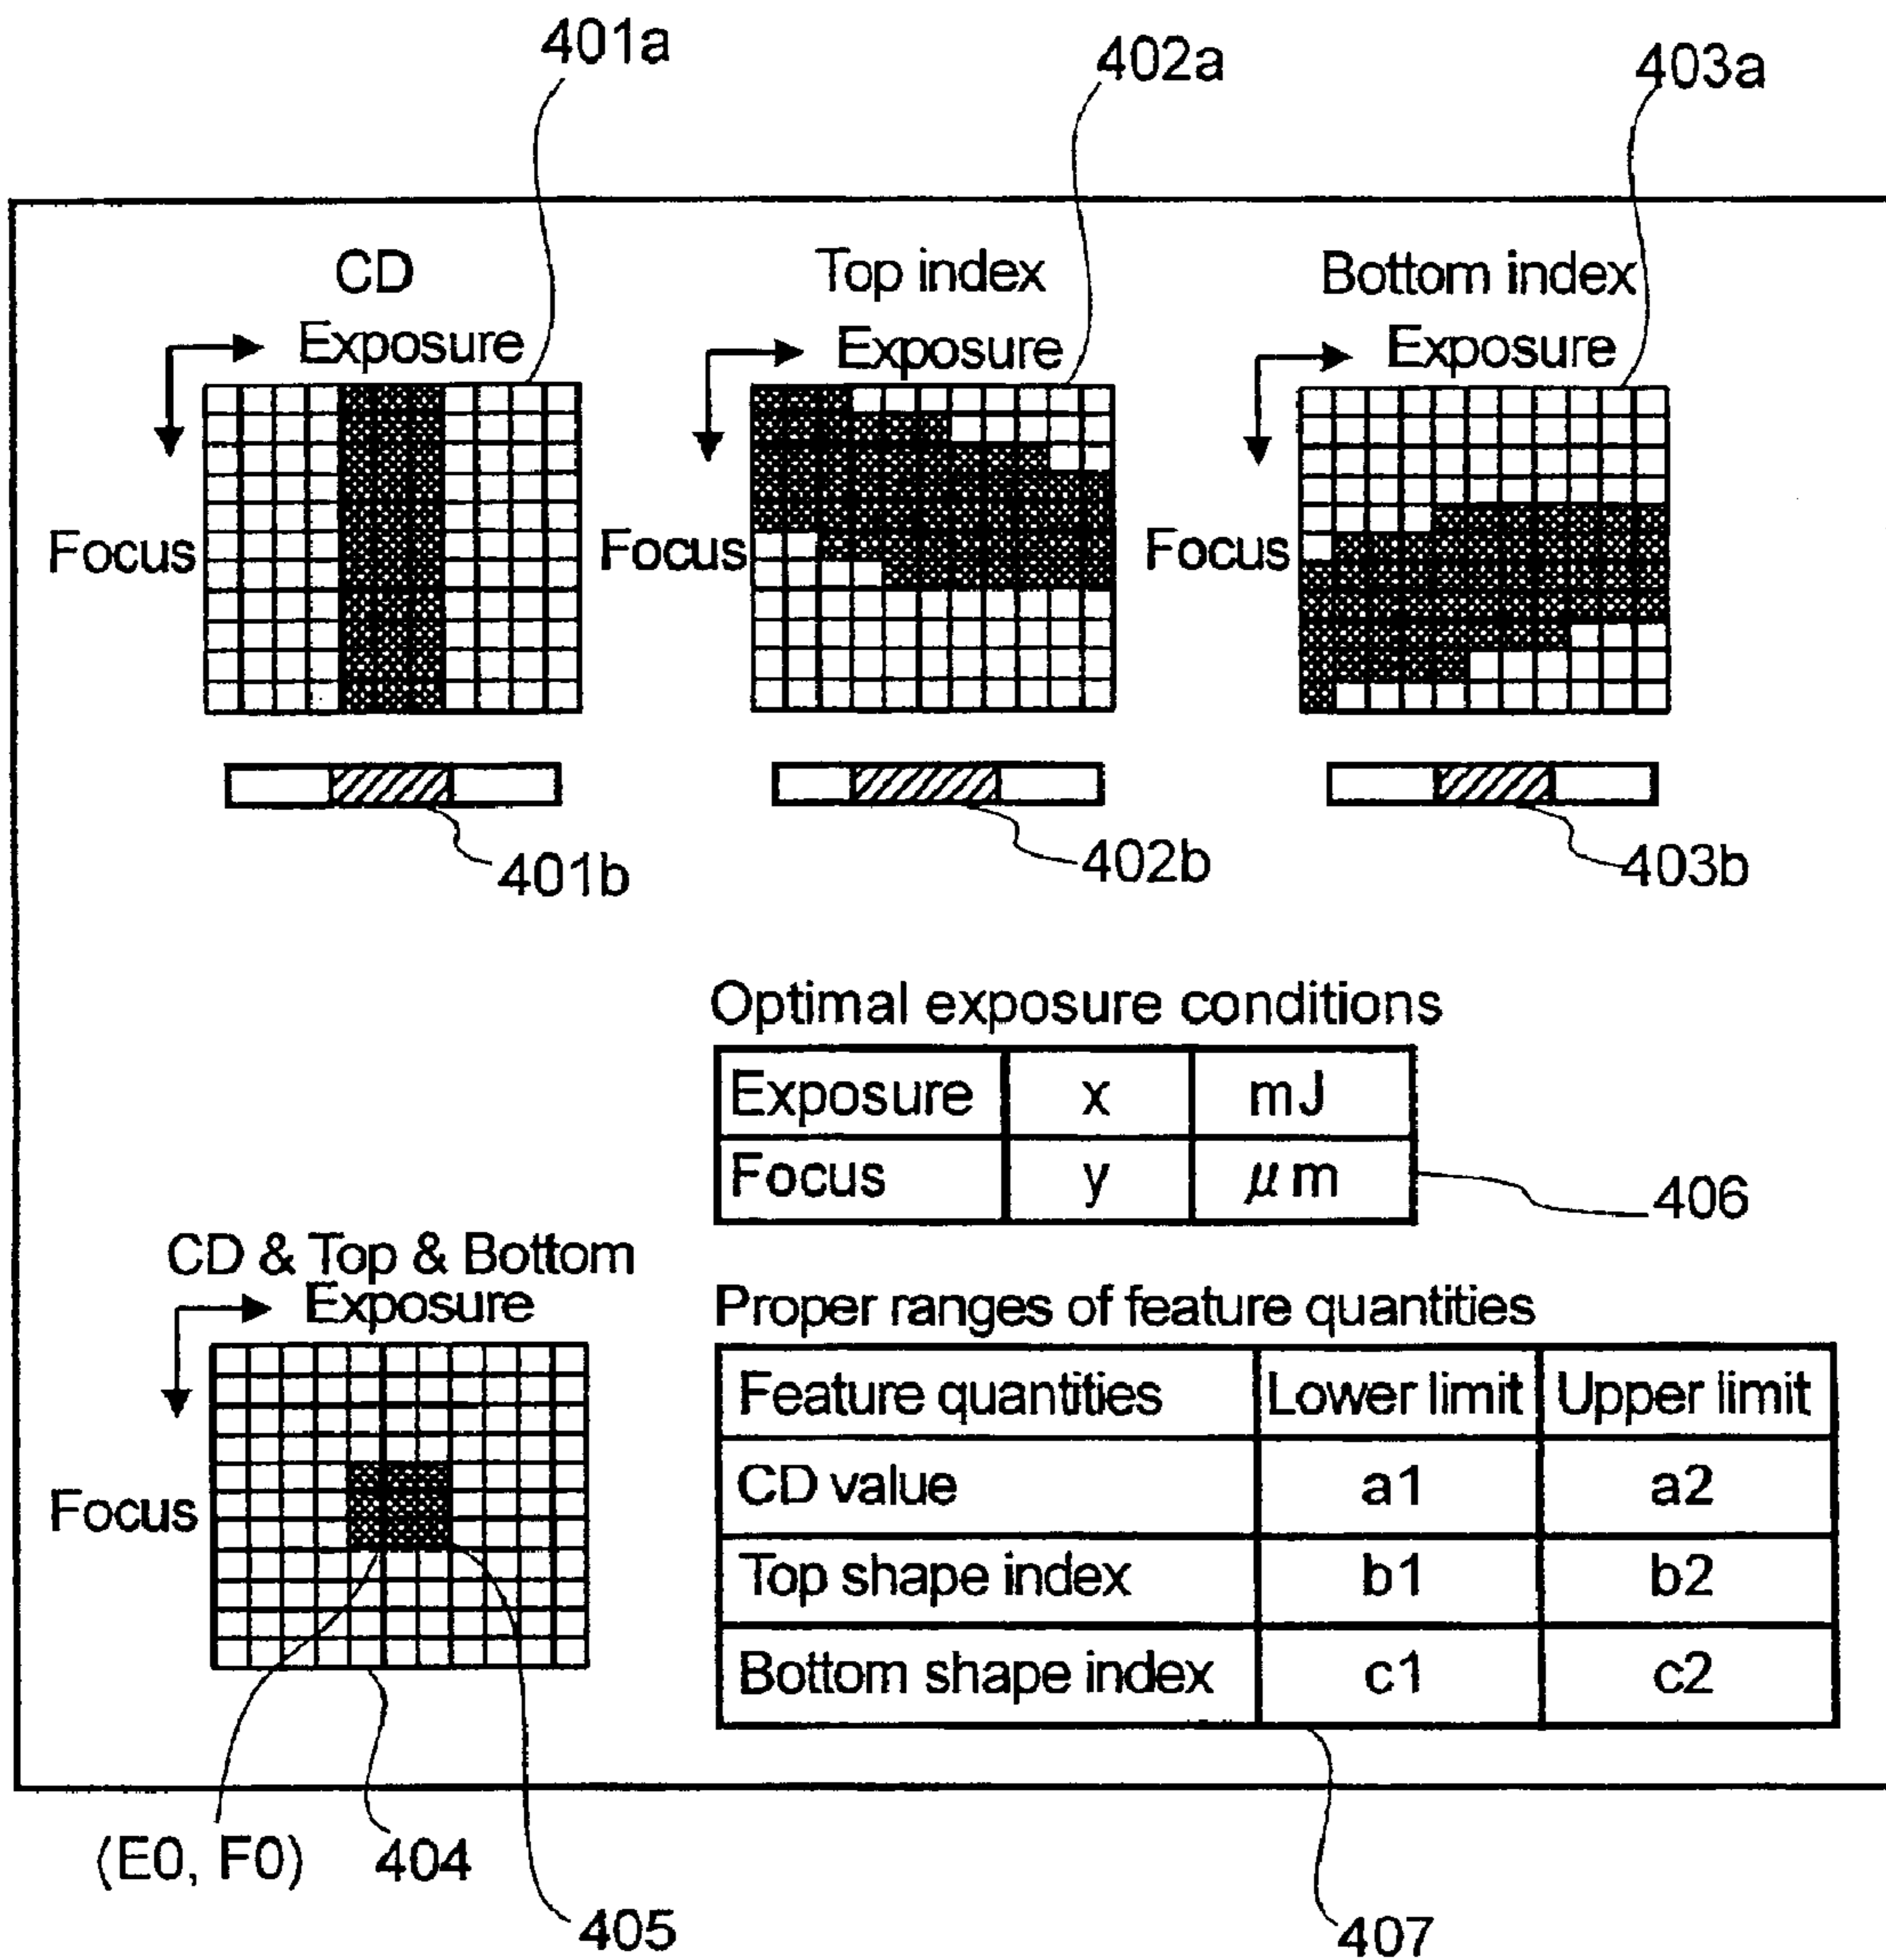 401a
402a
403a
CD
Exposure
Focus
Top index
Exposure
Focus
Bottom index
Exposure
Focus
401b
402b
403b
Optimal exposure conditions
Exposure x mJ
Focus y μm
406
CD & Top & Bottom
Exposure
Focus
Proper ranges of feature quantities
Feature quantities Lower limit Upper limit
CD value a1 a2
Top shape index b1 b2
Bottom shape index c1 c2
(E0, F0)
404
405
407